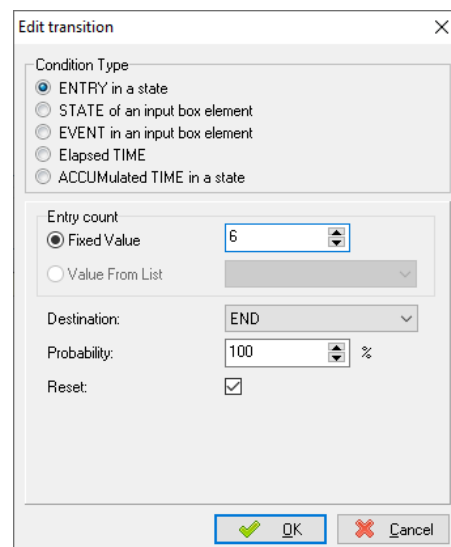 Edit transition
Condition Type
ENTRY in a state
STATE of an input box element
EVENT in an input box element
Elapsed TIME
ACCUMulated TIME in a state
Entry count
Fixed Value 6
Value From List
Destination: END
Probability: 100 %
Reset:
OK Cancel